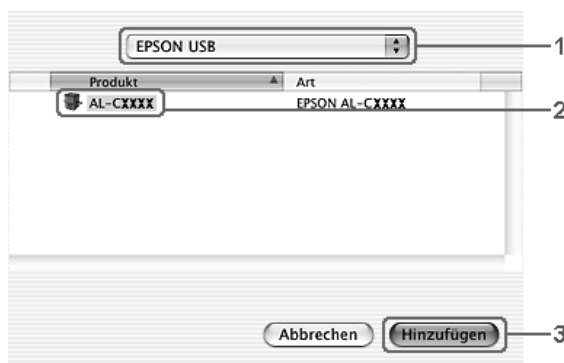 EPSON USB
1
Produkt Art
AL-CXXXX EPSON AL-CXXXX
2
Abbrechen Hinzufügen
3